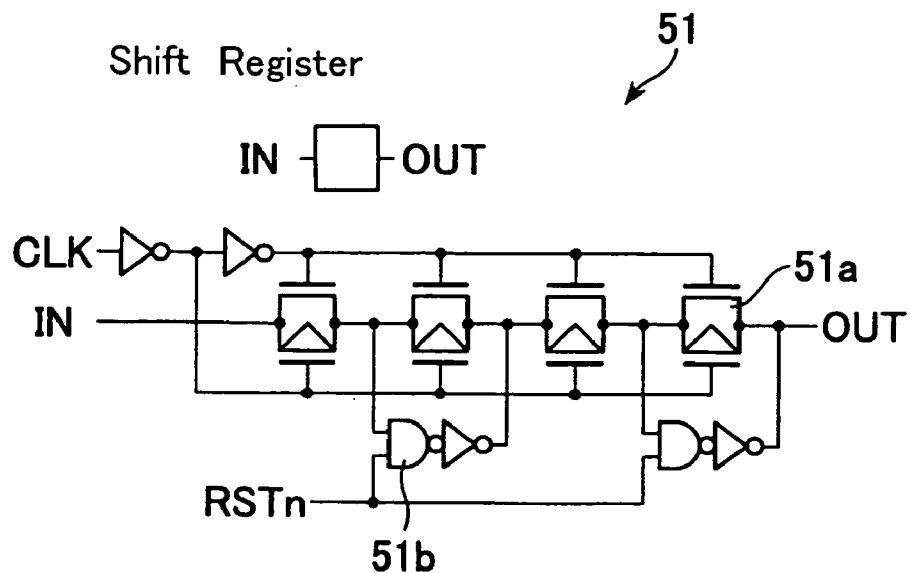 51
Shift Register
IN OUT
CLK
51a
IN OUT
RSTn
51b